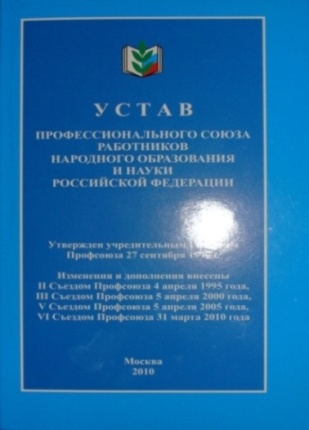 УСТАВ
ПРОФЕССИОНАЛЬНОГО СОЮЗА
РАБОТНИКОВ
НАРОДНОГО ОБРАЗОВАНИЯ
И НАУКИ
РОССИЙСКОЙ ФЕДЕРАЦИИ
Утвержден учредительным
Профсоюза 27 сентября
Изменения и дополнения внесены
II Съездом Профсоюза 4 апреля 1995 года,
III Съездом Профсоюза 5 апреля 2000 года,
V Съездом Профсоюза 5 апреля 2005 года,
VI Съездом Профсоюза 31 марта 2010 года
Москва
2010